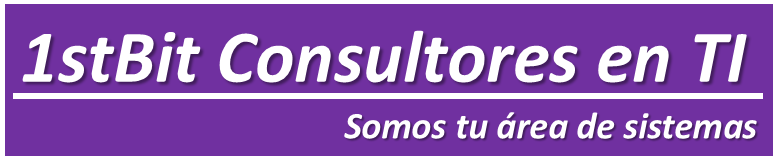 1stBit Consultores en TI
Somos tu área de sistemas